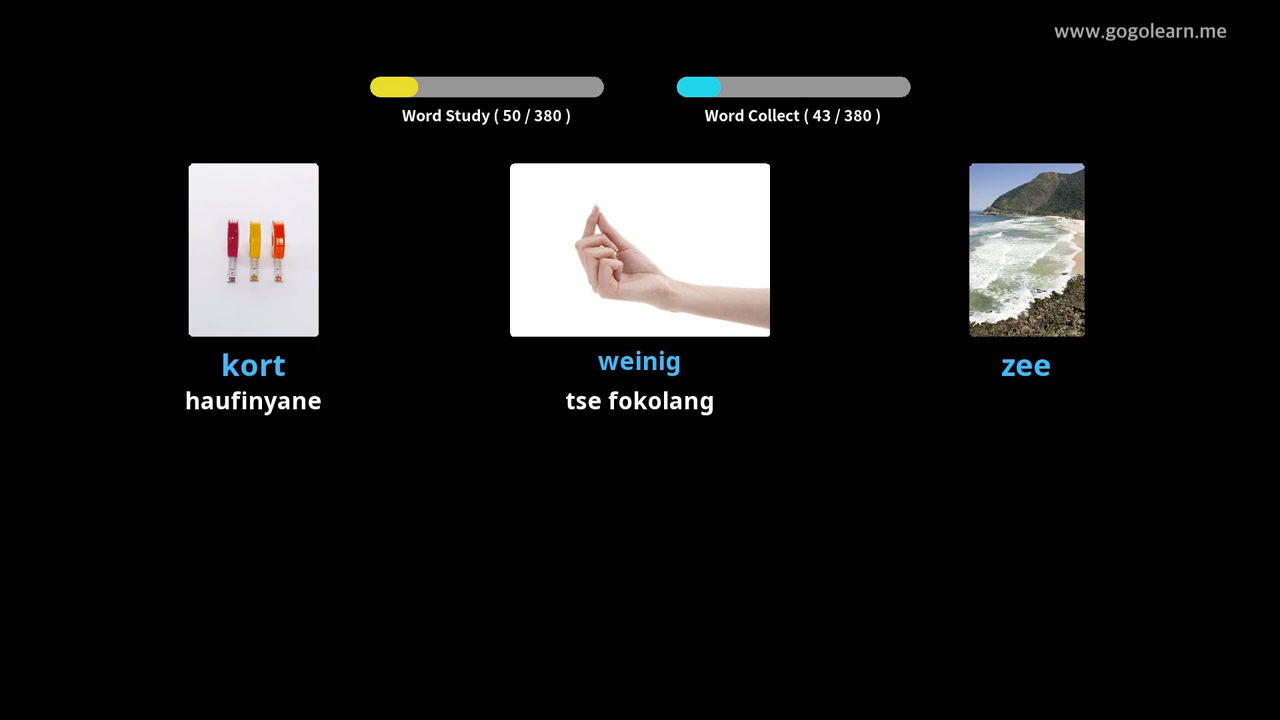 www.gogolearn.me
Word Study ( 50 / 380 )
Word Collect ( 43 / 380 )
kort
haufinyane
weinig
tse fokolang
zee